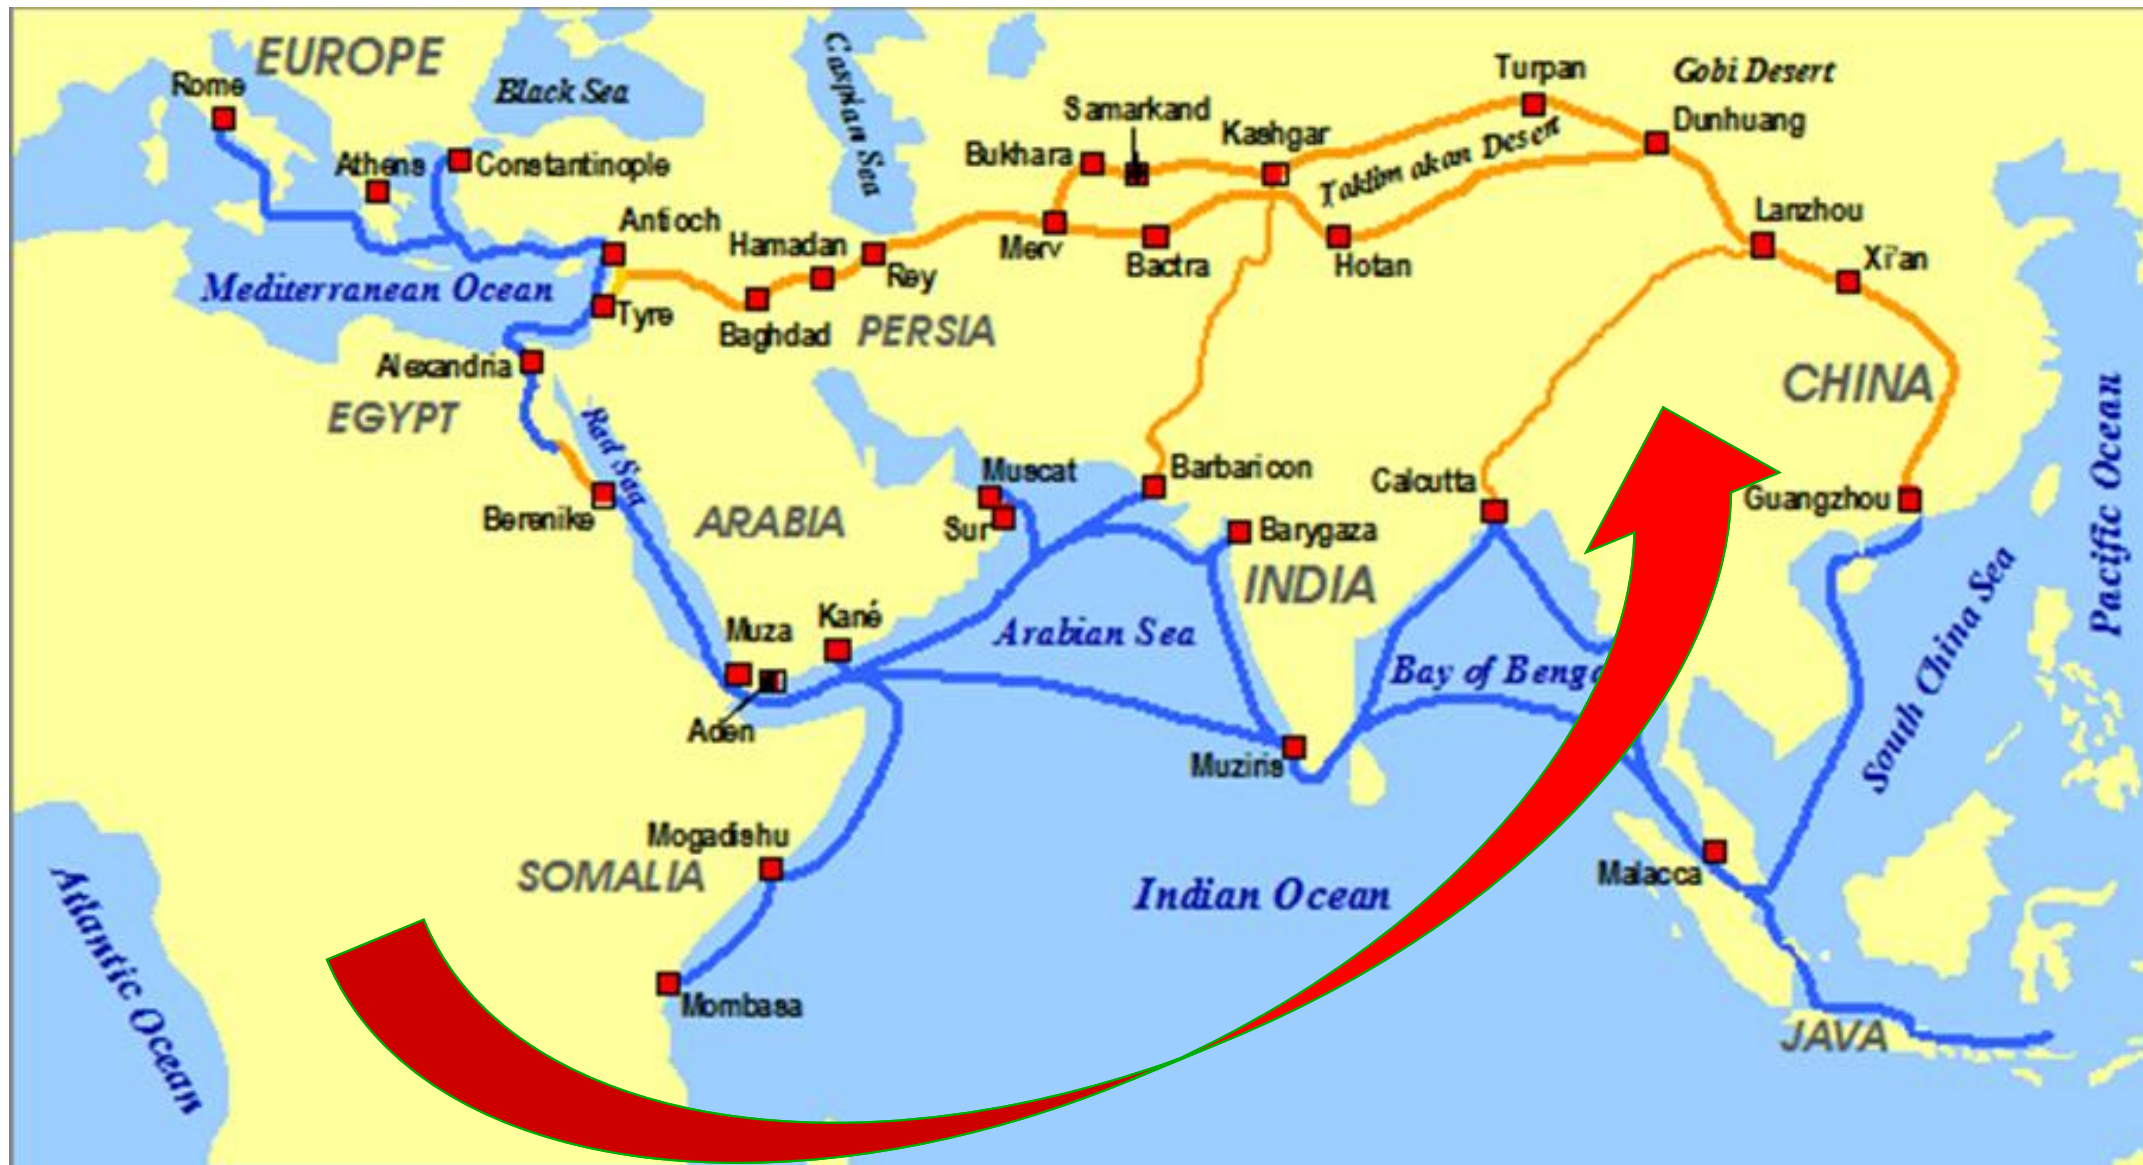 EUROPE
Rome
Black Sea
Caspian Sea
Turpan
Gobi Desert
Samarkand
Dunhuang
Kashgar
Bukhara
Taklimakan Desert
Athens
Constantinople
Antioch
Hamadan
Rey
Merv
Bactra
Hotan
Lanzhou
Xi'an
Mediterranean Ocean
Tyre
Baghdad
PERSIA
Alexandria
EGYPT
Red Sea
CHINA
Pacific Ocean
Muscat
Barbaricon
Calcutta
Guangzhou
Berenike
ARABIA
Sur
Barygaza
INDIA
Muza
Kané
Arabian Sea
Bay of Beng
South China Sea
Aden
Muziris
Mogadishu
SOMALIA
Malacca
Atlantic Ocean
Indian Ocean
Mombasa
JAVA